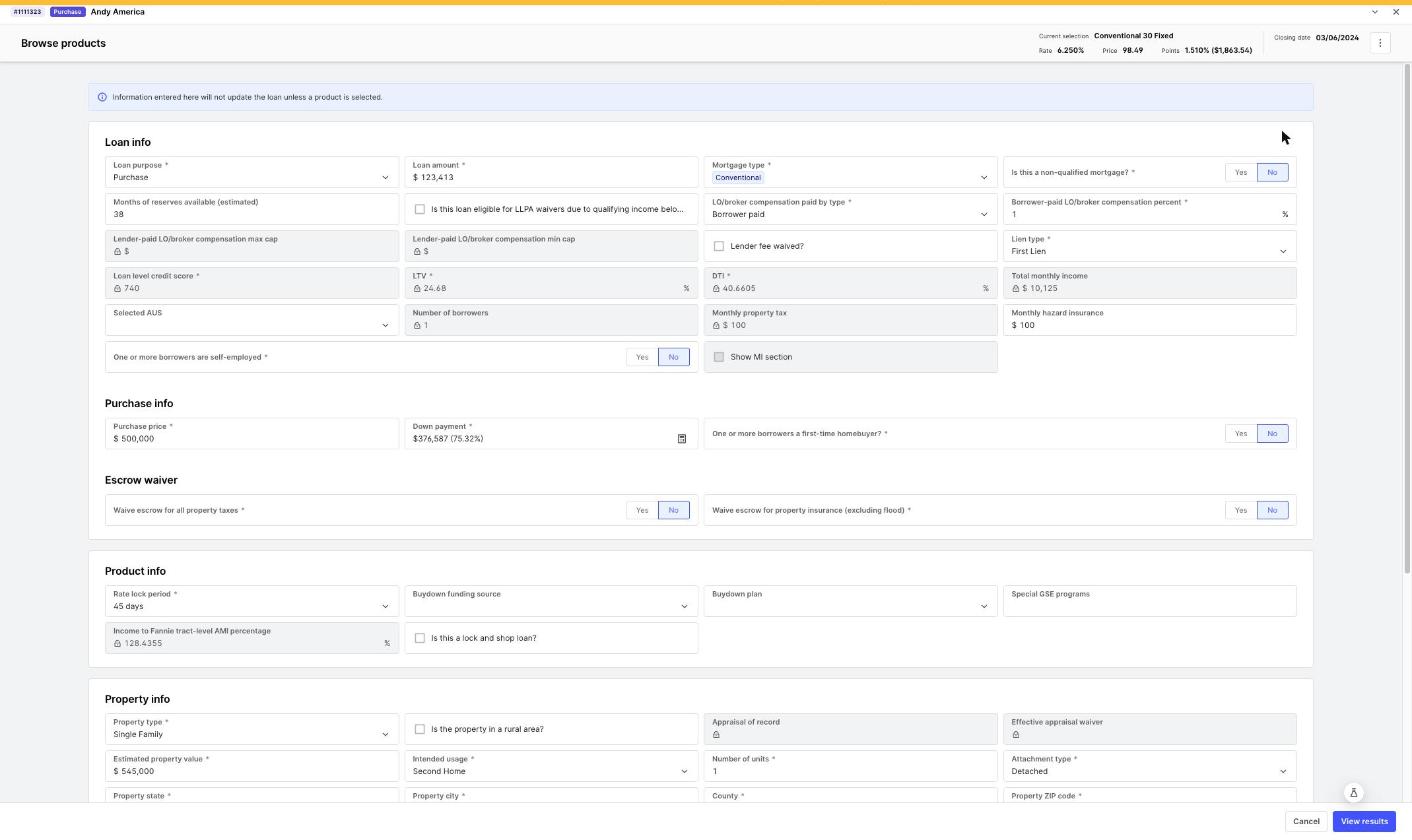 #1111323 Purchase Andy America
Browse products
Current selection Conventional 30 Fixed
Rate 6.250% Price 98.49 Points 1.510% ($1,863.54)
Closing date 03/06/2024
Information entered here will not update the loan unless a product is selected.
Loan info
Loan purpose *
Purchase
Loan amount *
$ 123,413
Mortgage type *
Conventional
Is this a non-qualified mortgage? * Yes No
Months of reserves available (estimated)
38
Is this loan eligible for LLPA waivers due to qualifying income belo...
LO/broker compensation paid by type *
Borrower paid
Borrower-paid LO/broker compensation percent *
1 %
Lender-paid LO/broker compensation max cap
$
Lender-paid LO/broker compensation min cap
$
Lender fee waived?
Lien type *
First Lien
Loan level credit score *
740
LTV *
24.68 %
DTI *
40.6605 %
Total monthly income
$ 10,125
Selected AUS
Number of borrowers
1
Monthly property tax
$ 100
Monthly hazard insurance
$ 100
One or more borrowers are self-employed * Yes No
Show MI section
Purchase info
Purchase price *
$ 500,000
Down payment *
$376,587 (75.32%)
One or more borrowers a first-time homebuyer? * Yes No
Escrow waiver
Waive escrow for all property taxes * Yes No
Waive escrow for property insurance (excluding flood) * Yes No
Product info
Rate lock period *
45 days
Buydown funding source
Buydown plan
Special GSE programs
Income to Fannie tract-level AMI percentage
128.4355 %
Is this a lock and shop loan?
Property info
Property type *
Single Family
Is the property in a rural area?
Appraisal of record
Effective appraisal waiver
Estimated property value *
$ 545,000
Intended usage *
Second Home
Number of units *
1
Attachment type *
Detached
Property state *
Property city *
County *
Property ZIP code *
Cancel View results